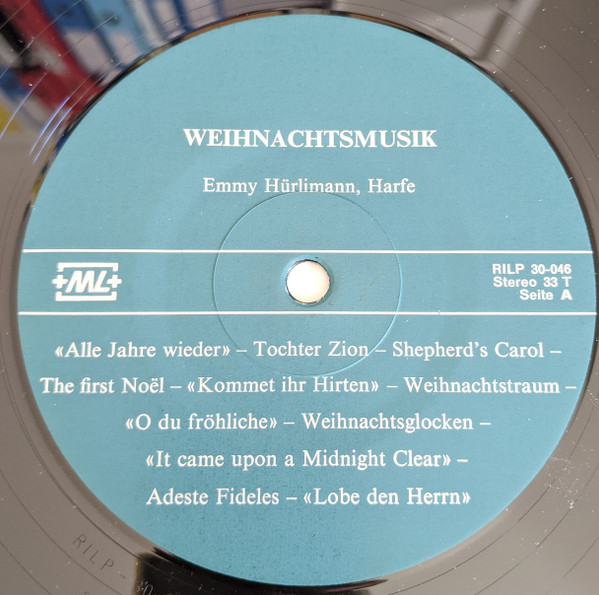 WEIHNACHTSMUSIK
Emmy Hürlimann, Harfe
+ML+
RILP 30-046
Stereo 33 T
Seite A
«Alle Jahre wieder» – Tochter Zion – Shepherd's Carol –
The first Noël – «Kommet ihr Hirten» – Weihnachtstraum –
«O du fröhliche» – Weihnachtsglocken –
«It came upon a Midnight Clear» –
Adeste Fideles – «Lobe den Herrn»
RILP -